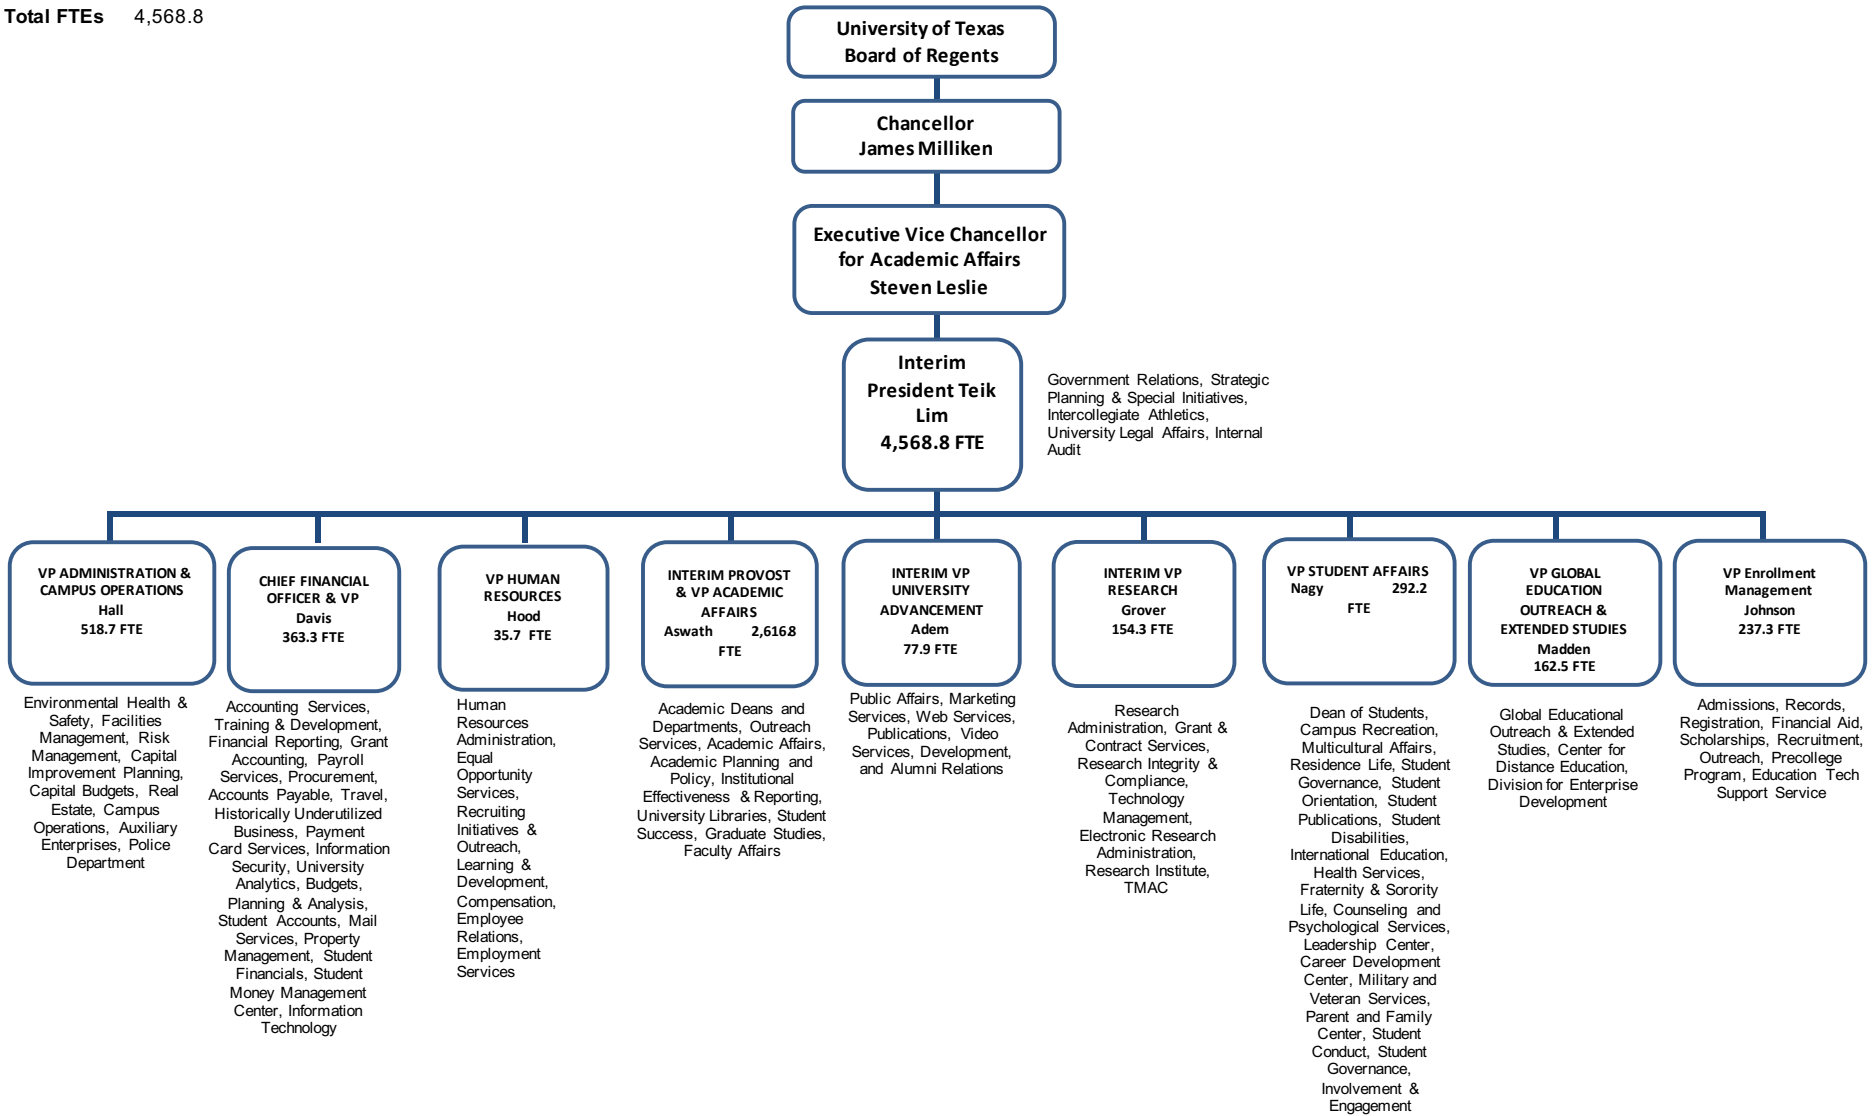 Total FTEs 4,568.8
University of Texas
Board of Regents
Chancellor
James Milliken
Executive Vice Chancellor
for Academic Affairs
Steven Leslie
Interim
President Teik
Lim
4,568.8 FTE
Government Relations, Strategic
Planning & Special Initiatives,
Intercollegiate Athletics,
University Legal Affairs, Internal
Audit
VP ADMINISTRATION &
CAMPUS OPERATIONS
Hall
518.7 FTE
Environmental Health &
Safety, Facilities
Management, Risk
Management, Capital
Improvement Planning,
Capital Budgets, Real
Estate, Campus
Operations, Auxiliary
Enterprises, Police
Department
CHIEF FINANCIAL
OFFICER & VP
Davis
363.3 FTE
Accounting Services,
Training & Development,
Financial Reporting, Grant
Accounting, Payroll
Services, Procurement,
Accounts Payable, Travel,
Historically Underutilized
Business, Payment
Card Services, Information
Security, University
Analytics, Budgets,
Planning & Analysis,
Student Accounts, Mail
Services, Property
Management, Student
Financials, Student
Money Management
Center, Information
Technology
VP HUMAN
RESOURCES
Hood
35.7 FTE
Human
Resources
Administration,
Equal
Opportunity
Services,
Recruiting
Initiatives &
Outreach,
Learning &
Development,
Compensation,
Employee
Relations,
Employment
Services
INTERIM PROVOST
& VP ACADEMIC
AFFAIRS
Aswath 2,616.8
FTE
Academic Deans and
Departments, Outreach
Services, Academic Affairs,
Academic Planning and
Policy, Institutional
Effectiveness & Reporting,
University Libraries, Student
Success, Graduate Studies,
Faculty Affairs
INTERIM VP
UNIVERSITY
ADVANCEMENT
Adem
77.9 FTE
Public Affairs, Marketing
Services, Web Services,
Publications, Video
Services, Development,
and Alumni Relations
INTERIM VP
RESEARCH
Grover
154.3 FTE
Research
Administration, Grant &
Contract Services,
Research Integrity &
Compliance,
Technology
Management,
Electronic Research
Administration,
Research Institute,
TMAC
VP STUDENT AFFAIRS
Nagy 292.2
FTE
Dean of Students,
Campus Recreation,
Multicultural Affairs,
Residence Life, Student
Governance, Student
Orientation, Student
Publications, Student
Disabilities,
International Education,
Health Services,
Fraternity & Sorority
Life, Counseling and
Psychological Services,
Leadership Center,
Career Development
Center, Military and
Veteran Services,
Parent and Family
Center, Student
Conduct, Student
Governance,
Involvement &
Engagement
VP GLOBAL
EDUCATION
OUTREACH &
EXTENDED STUDIES
Madden
162.5 FTE
Global Educational
Outreach & Extended
Studies, Center for
Distance Education,
Division for Enterprise
Development
VP Enrollment
Management
Johnson
237.3 FTE
Admissions, Records,
Registration, Financial Aid,
Scholarships, Recruitment,
Outreach, Precollege
Program, Education Tech
Support Service